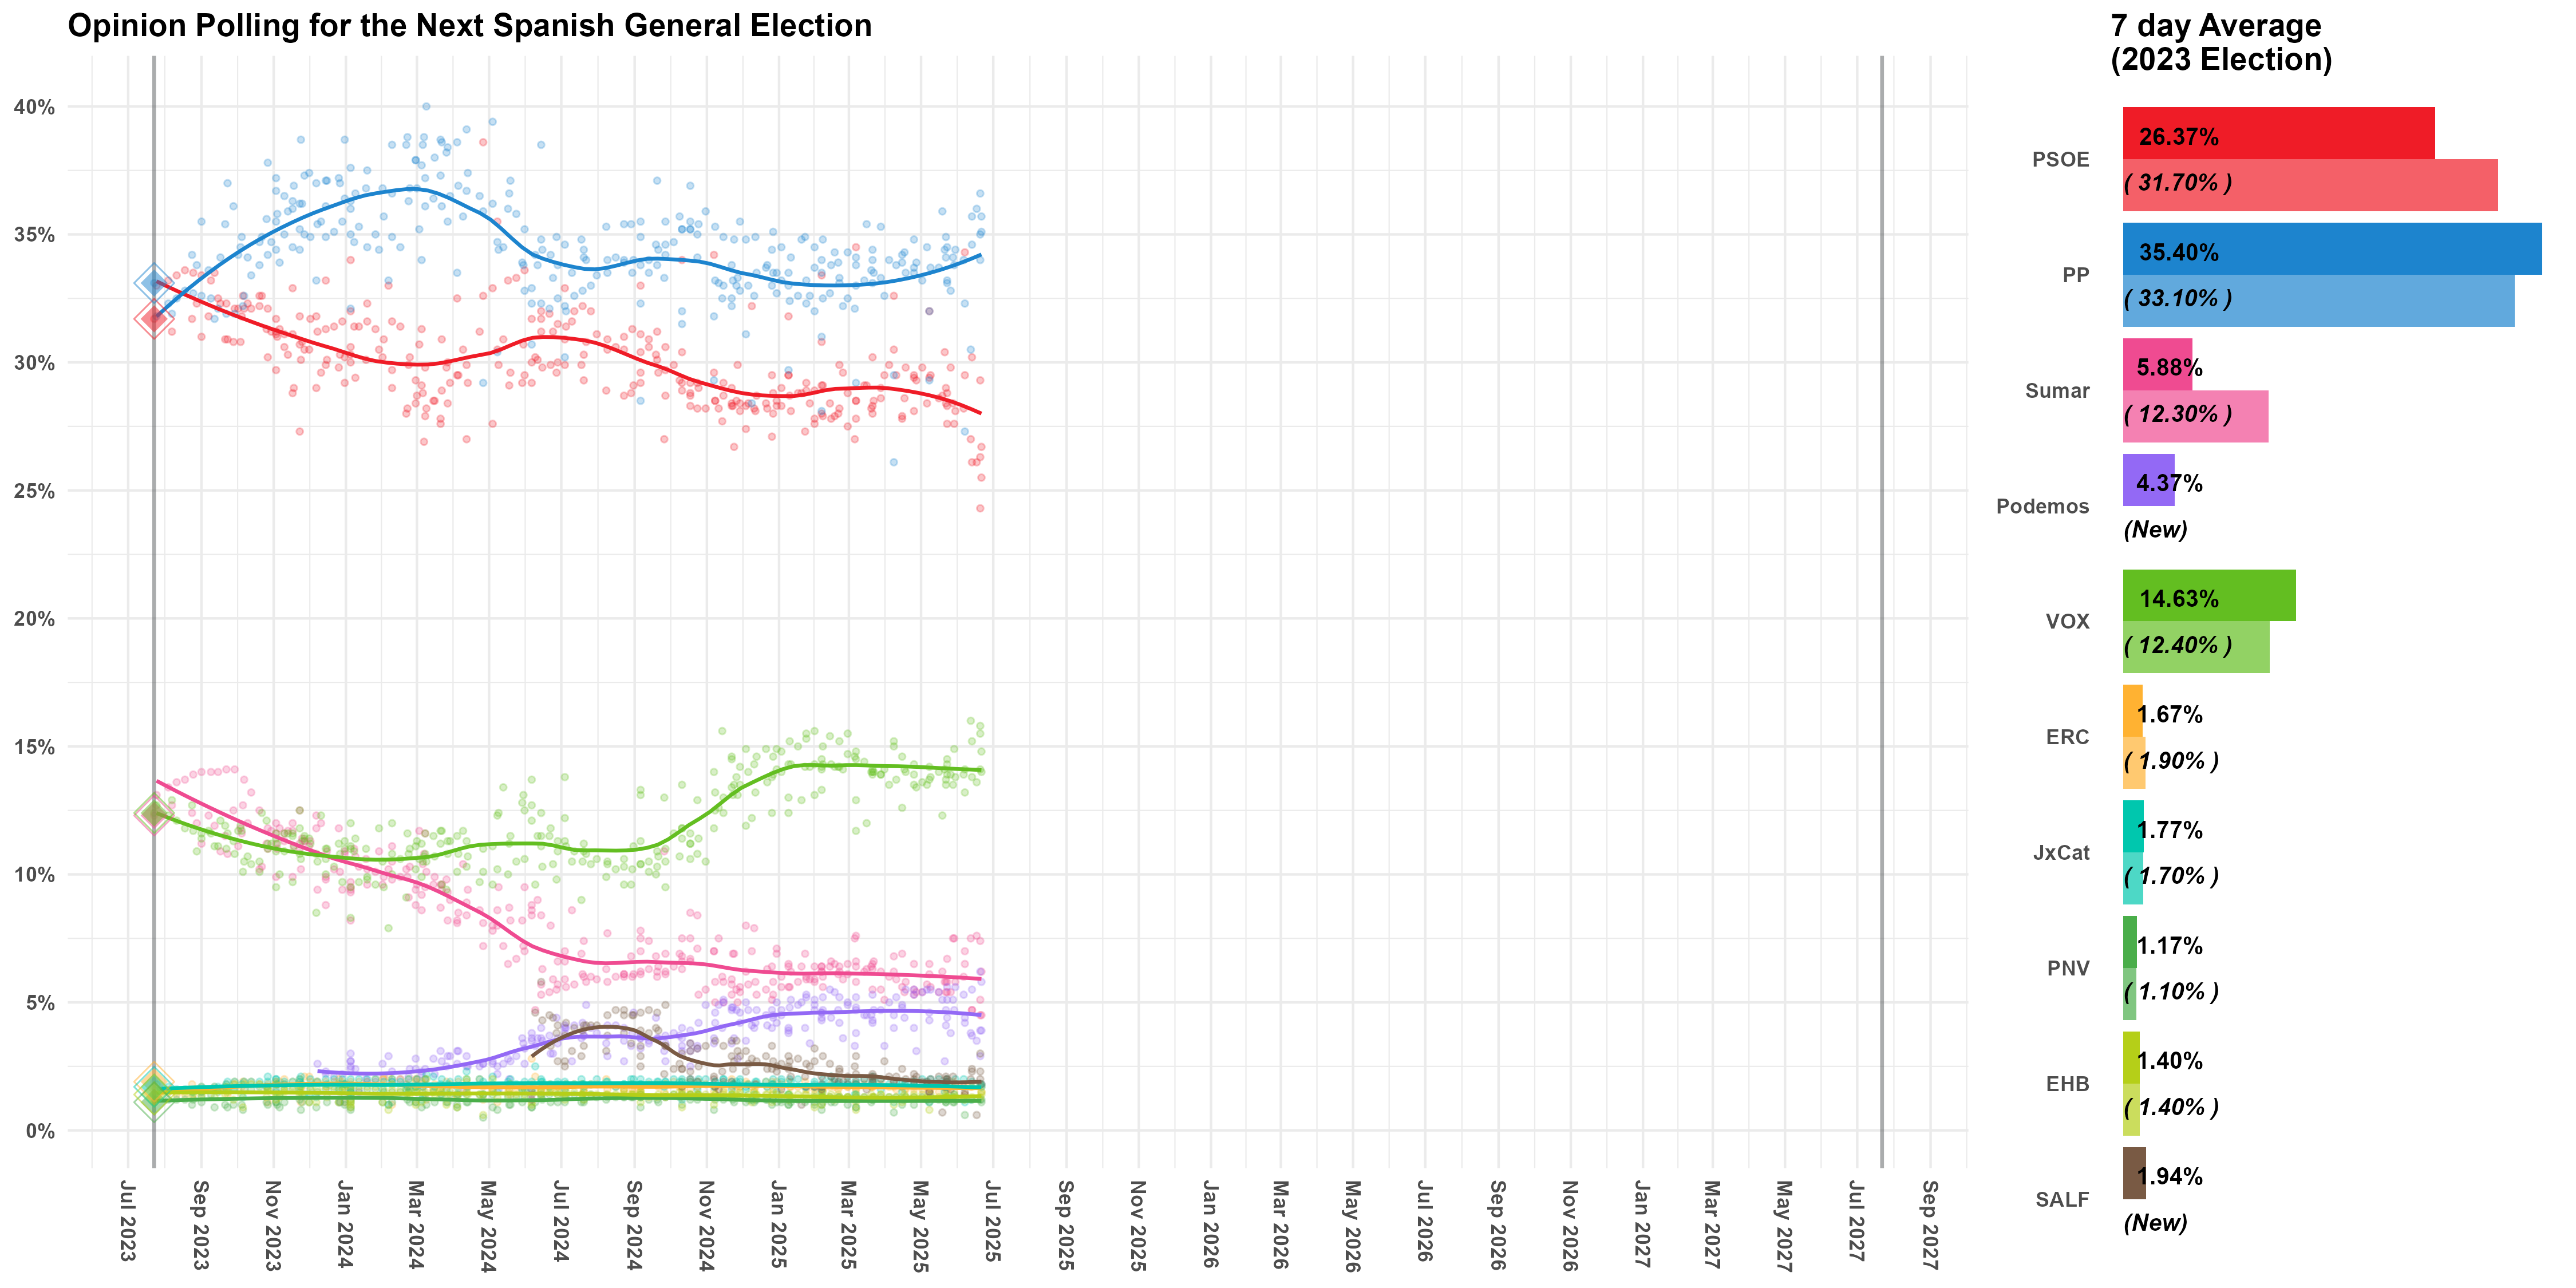 Opinion Polling for the Next Spanish General Election
40%
35%
30%
25%
20%
15%
10%
5%
0%
Jul 2023
Sep 2023
Nov 2023
Jan 2024
Mar 2024
May 2024
Jul 2024
Sep 2024
Nov 2024
Jan 2025
Mar 2025
May 2025
Jul 2025
Sep 2025
Nov 2025
Jan 2026
Mar 2026
May 2026
Jul 2026
Sep 2026
Nov 2026
Jan 2027
Mar 2027
May 2027
Jul 2027
Sep 2027
7 day Average
(2023 Election)
PSOE
26.37%
( 31.70% )
PP
35.40%
( 33.10% )
Sumar
5.88%
( 12.30% )
Podemos
4.37%
(New)
VOX
14.63%
( 12.40% )
ERC
1.67%
( 1.90% )
JxCat
1.77%
( 1.70% )
PNV
1.17%
( 1.10% )
EHB
1.40%
( 1.40% )
SALF
1.94%
(New)